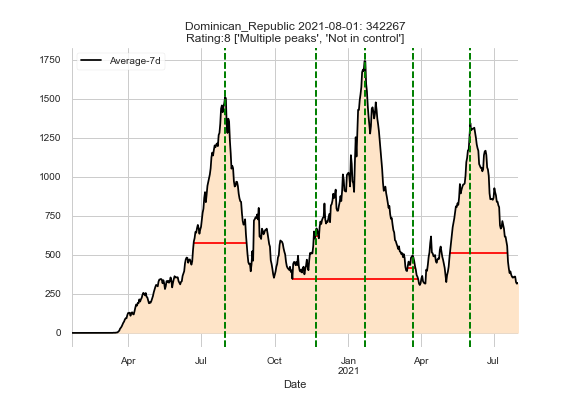 Dominican_Republic 2021-08-01: 342267
Rating:8 ['Multiple peaks', 'Not in control']
Average-7d
1750
1500
1250
1000
750
500
250
0
Apr
Jul
Oct
Jan
2021
Apr
Jul
Date